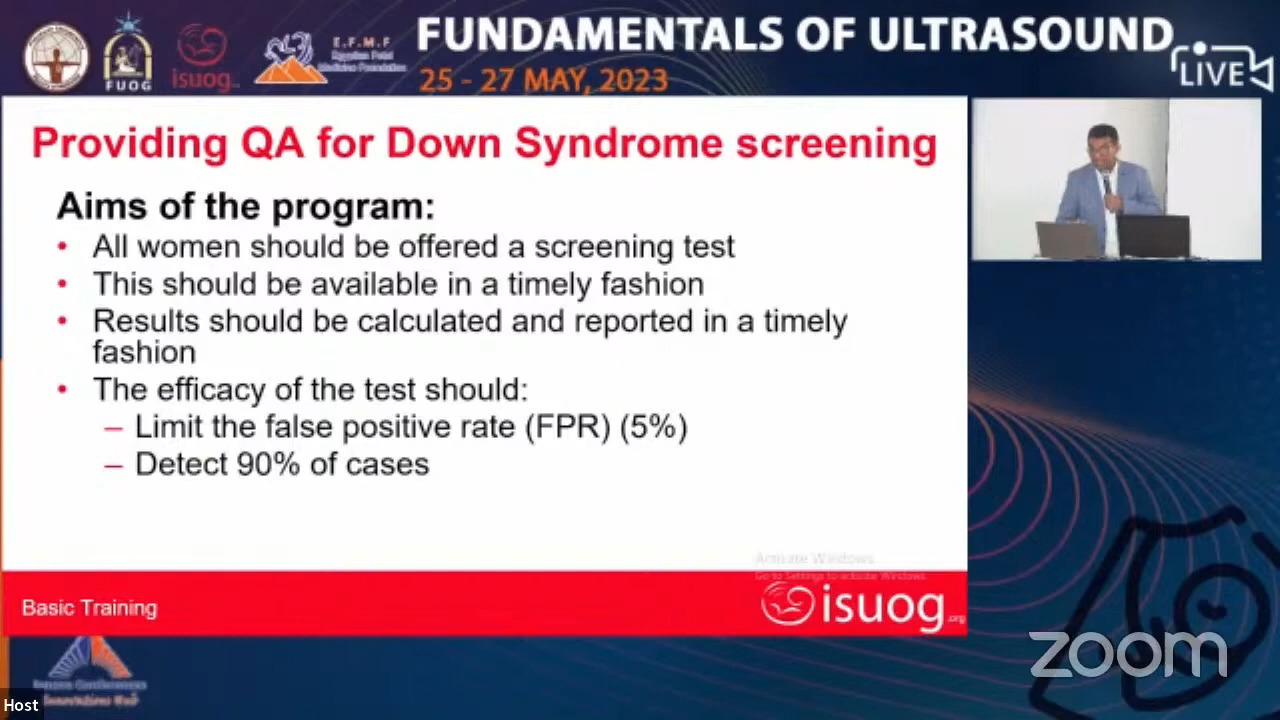 FUNDAMENTALS OF ULTRASOUND
25 - 27 MAY, 2023
LIVE
FUOG
isuog
E.F.M.F
Egyptian Fetal
Medicine Foundation
Providing QA for Down Syndrome screening
Aims of the program:
• All women should be offered a screening test
• This should be available in a timely fashion
• Results should be calculated and reported in a timely
fashion
• The efficacy of the test should:
– Limit the false positive rate (FPR) (5%)
– Detect 90% of cases
Activate Windows
Go to Settings to activate Windows.
Basic Training
isuog.org
zoom
Host